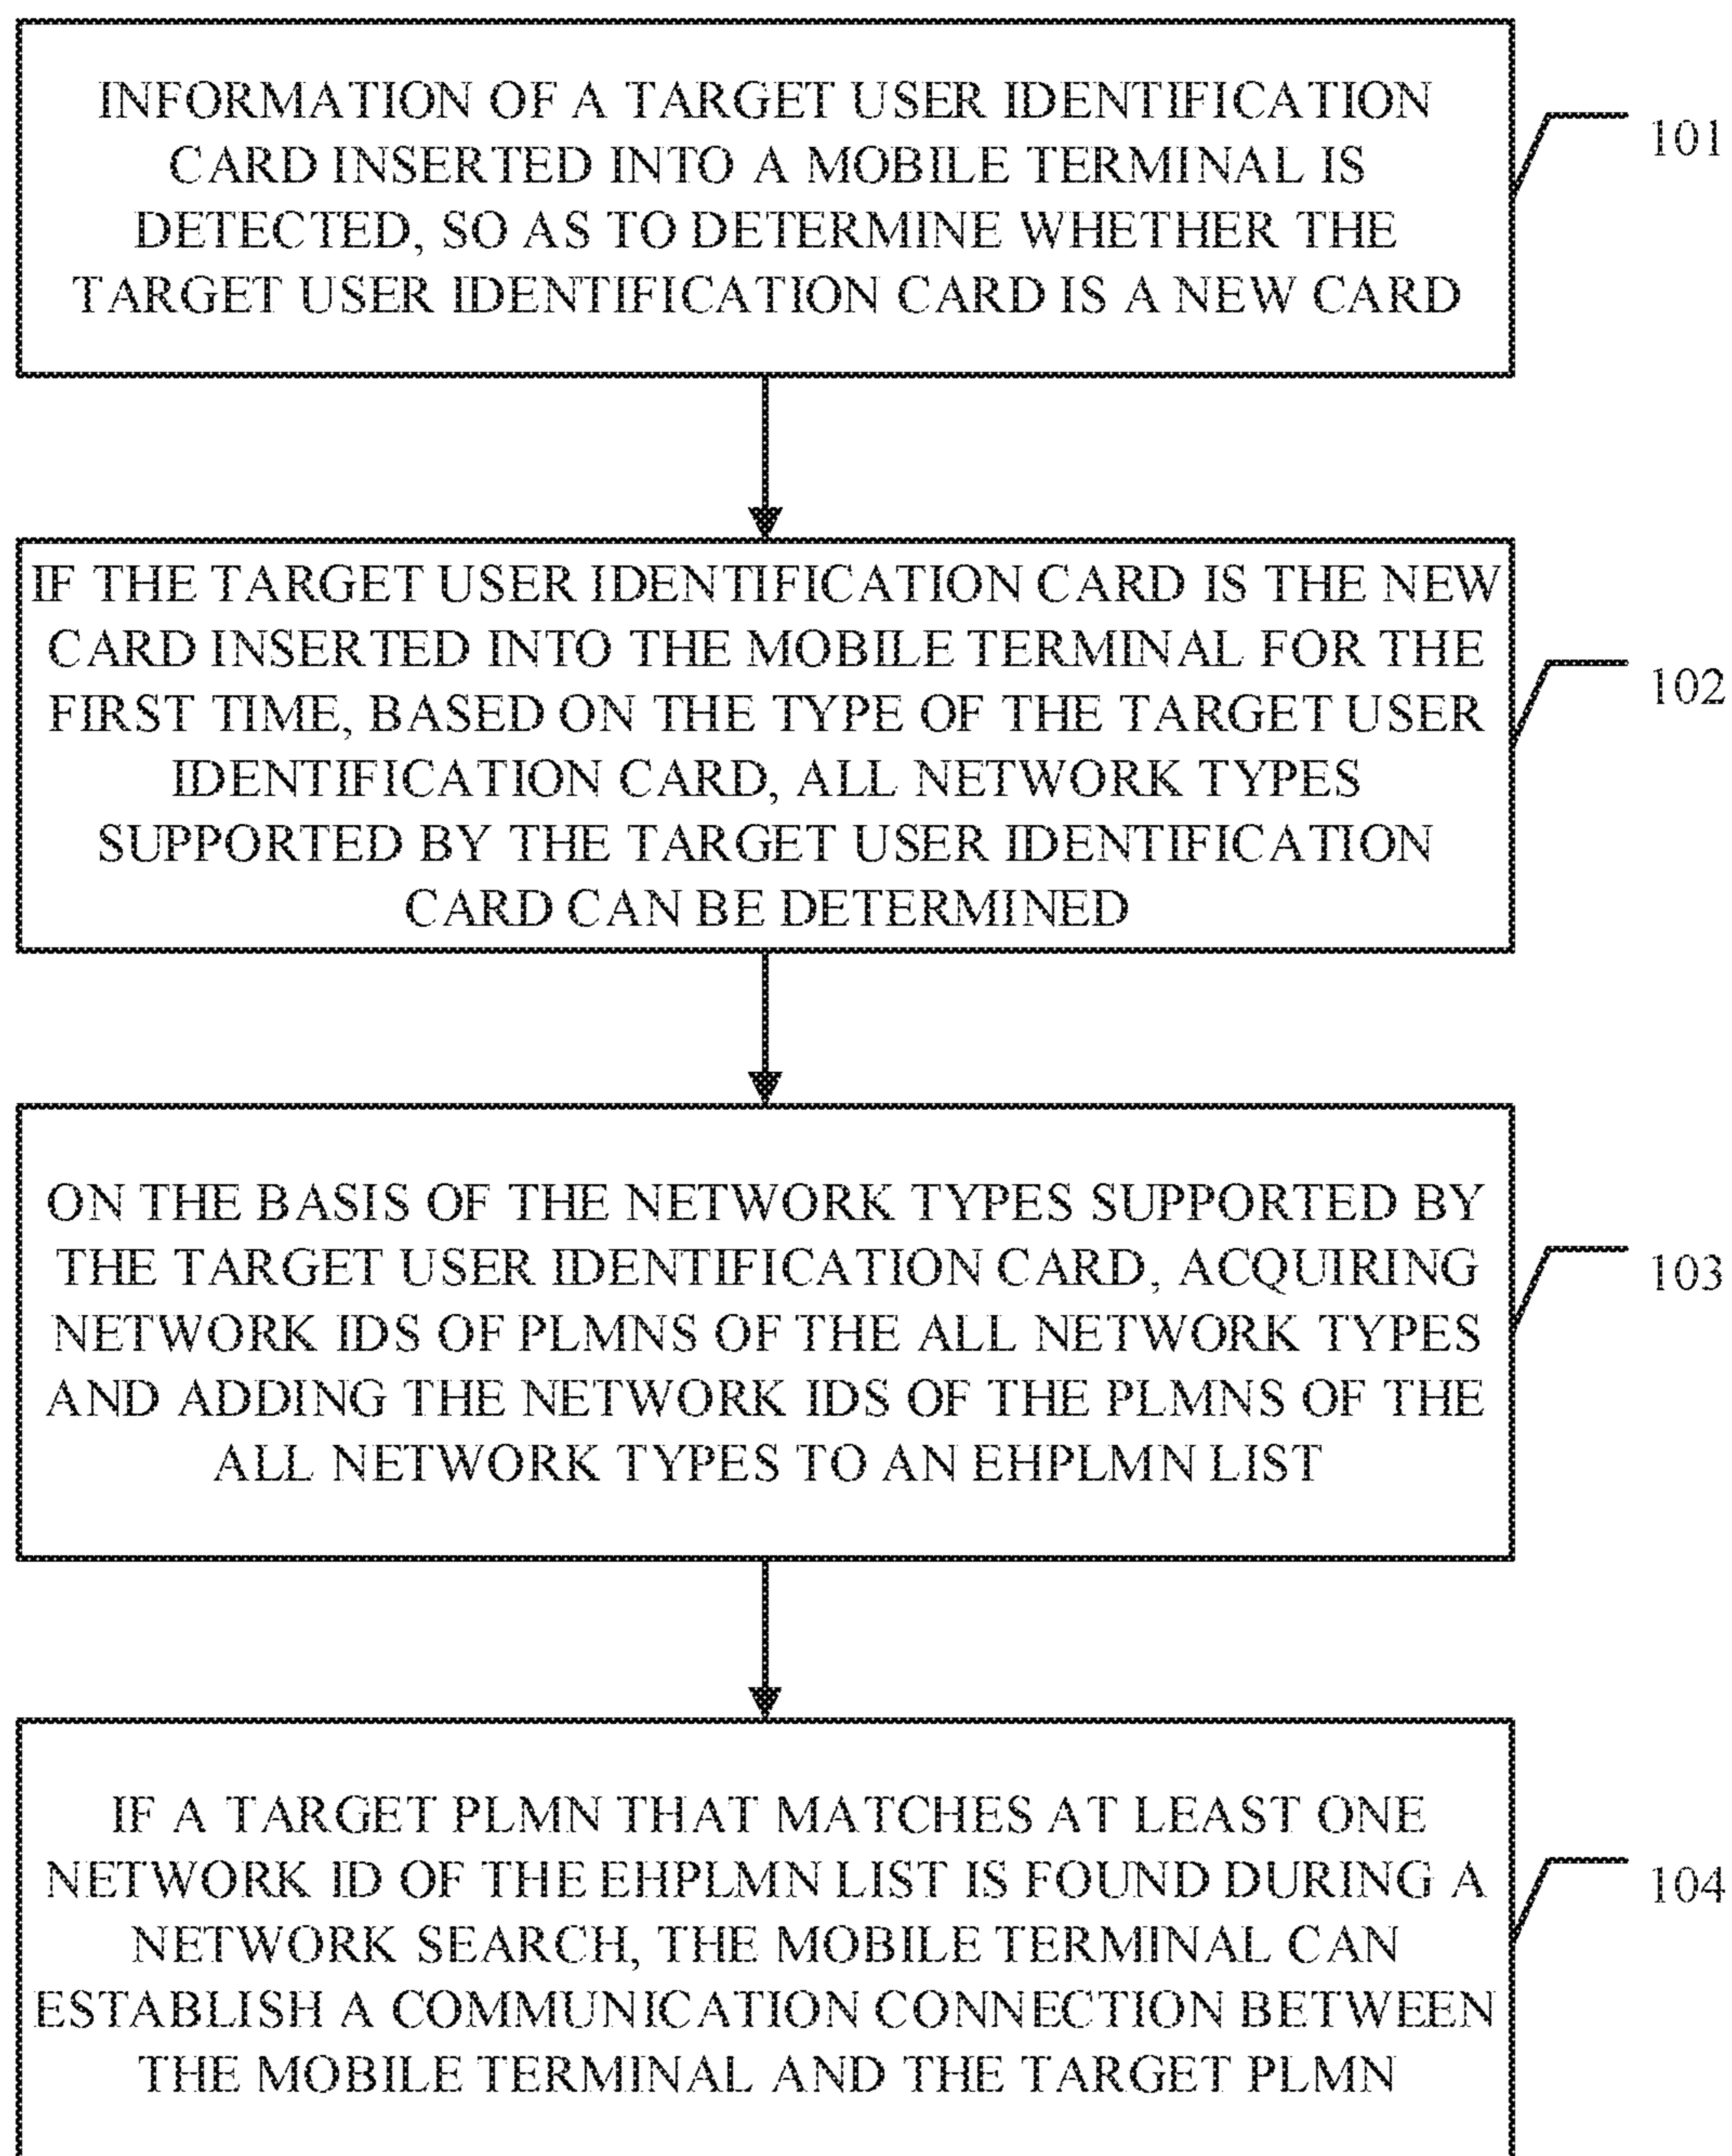 INFORMATION OF A TARGET USER IDENTIFICATION
CARD INSERTED INTO A MOBILE TERMINAL IS
DETECTED, SO AS TO DETERMINE WHETHER THE
TARGET USER IDENTIFICATION CARD IS A NEW CARD
101
IF THE TARGET USER IDENTIFICATION CARD IS THE NEW
CARD INSERTED INTO THE MOBILE TERMINAL FOR THE
FIRST TIME, BASED ON THE TYPE OF THE TARGET USER
IDENTIFICATION CARD, ALL NETWORK TYPES
SUPPORTED BY THE TARGET USER IDENTIFICATION
CARD CAN BE DETERMINED
102
ON THE BASIS OF THE NETWORK TYPES SUPPORTED BY
THE TARGET USER IDENTIFICATION CARD, ACQUIRING
NETWORK IDS OF PLMNS OF THE ALL NETWORK TYPES
AND ADDING THE NETWORK IDS OF THE PLMNS OF THE
ALL NETWORK TYPES TO AN EHPLMN LIST
103
IF A TARGET PLMN THAT MATCHES AT LEAST ONE
NETWORK ID OF THE EHPLMN LIST IS FOUND DURING A
NETWORK SEARCH, THE MOBILE TERMINAL CAN
ESTABLISH A COMMUNICATION CONNECTION BETWEEN
THE MOBILE TERMINAL AND THE TARGET PLMN
104